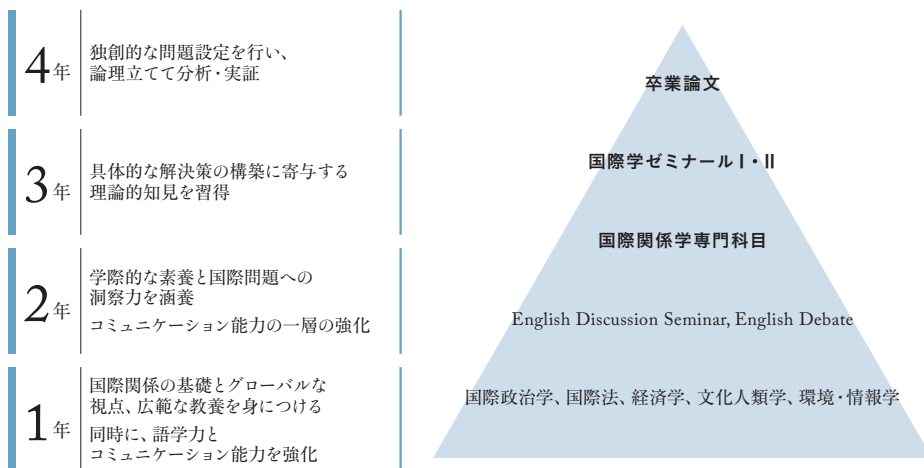 4年
独創的な問題設定を行い、
論理立てて分析・実証
3年
具体的な解決策の構築に寄与する
理論的知見を習得
2年
学際的な素養と国際問題への
洞察力を涵養
コミュニケーション能力の一層の強化
1年
国際関係の基礎とグローバルな
視点、広範な教養を身につける
同時に、語学力と
コミュニケーション能力を強化
卒業論文
国際学ゼミナールⅠ・Ⅱ
国際関係学専門科目
English Discussion Seminar, English Debate
国際政治学、国際法、経済学、文化人類学、環境・情報学